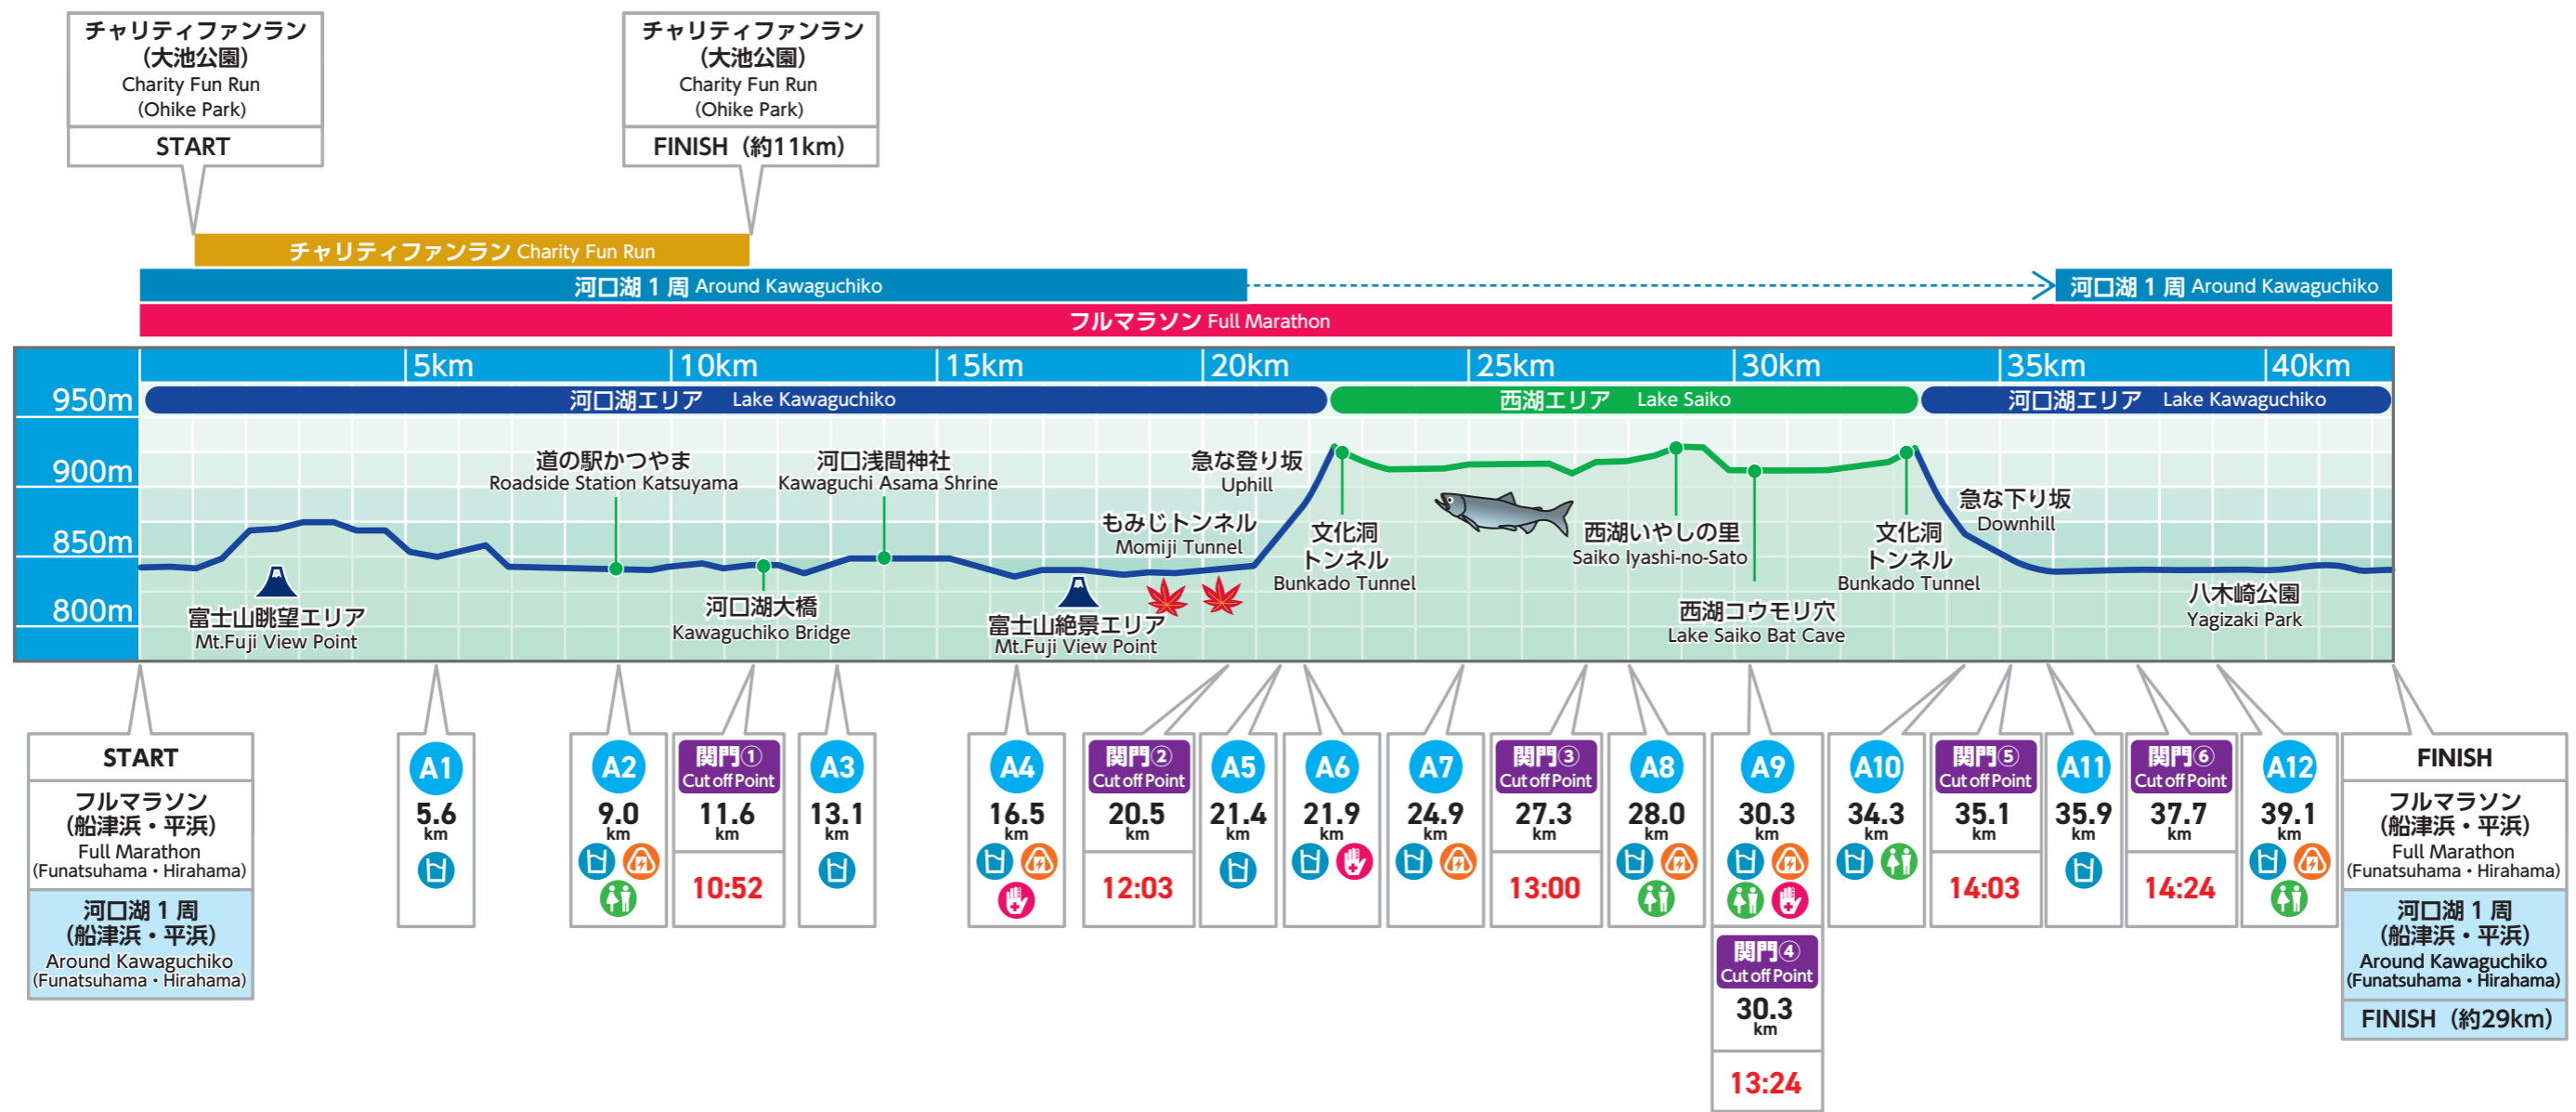 チャリティファンラン
（大池公園）
Charity Fun Run
(Ohike Park)
START
チャリティファンラン
（大池公園）
Charity Fun Run
(Ohike Park)
FINISH（約11km）
チャリティファンラン Charity Fun Run
河口湖 1 周 Around Kawaguchiko
河口湖 1 周 Around Kawaguchiko
フルマラソン Full Marathon
5km
10km
15km
20km
25km
30km
35km
40km
950m
900m
850m
800m
河口湖エリア Lake Kawaguchiko
西湖エリア Lake Saiko
河口湖エリア Lake Kawaguchiko
富士山眺望エリア
Mt.Fuji View Point
道の駅かつやま
Roadside Station Katsuyama
河口湖大橋
Kawaguchiko Bridge
河口浅間神社
Kawaguchi Asama Shrine
富士山絶景エリア
Mt.Fuji View Point
もみじトンネル
Momiji Tunnel
急な登り坂
Uphill
文化洞
トンネル
Bunkado Tunnel
西湖いやしの里
Saiko Iyashi-no-Sato
西湖コウモリ穴
Lake Saiko Bat Cave
文化洞
トンネル
Bunkado Tunnel
急な下り坂
Downhill
八木崎公園
Yagizaki Park
START
フルマラソン
（船津浜・平浜）
Full Marathon
(Funatsuhama・Hirahama)
河口湖 1 周
（船津浜・平浜）
Around Kawaguchiko
(Funatsuhama・Hirahama)
A1
5.6
km
A2
9.0
km
関門①
Cut off Point
11.6
km
10:52
A3
13.1
km
A4
16.5
km
関門②
Cut off Point
20.5
km
12:03
A5
21.4
km
A6
21.9
km
A7
24.9
km
関門③
Cut off Point
27.3
km
13:00
A8
28.0
km
A9
30.3
km
関門④
Cut off Point
30.3
km
13:24
A10
34.3
km
関門⑤
Cut off Point
35.1
km
14:03
A11
35.9
km
関門⑥
Cut off Point
37.7
km
14:24
A12
39.1
km
FINISH
フルマラソン
（船津浜・平浜）
Full Marathon
(Funatsuhama・Hirahama)
河口湖 1 周
（船津浜・平浜）
Around Kawaguchiko
(Funatsuhama・Hirahama)
FINISH（約29km）